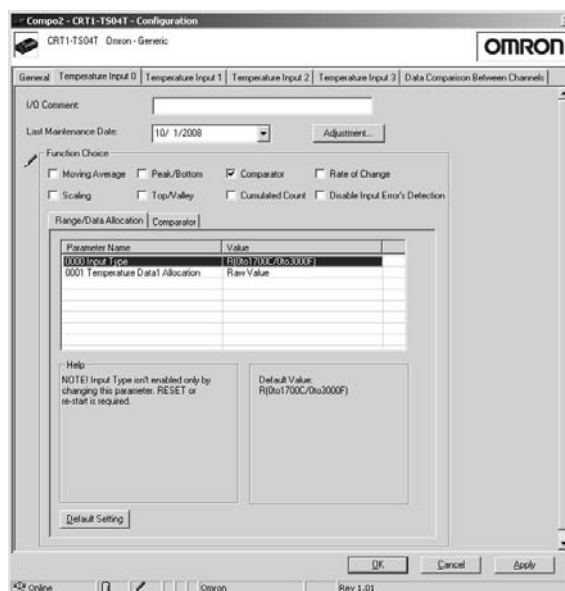 Compo2 - CRT1-TS04T - Configuration
CRT1-TS04T Omron - Generic
OMRON
General Temperature Input 0 Temperature Input 1 Temperature Input 2 Temperature Input 3 Data Comparison Between Channels
I/O Comment:
Last Maintenance Date: 10/ 1/2008 Adjustment...
Function Choice
Moving Average Peak/Bottom Comparator Rate of Change
Scaling Top/Valley Cumulated Count Disable Input Error's Detection
Range/Data Allocation Comparator
Parameter Name Value
0000 Input Type R(0to1700C/0to3000F)
0001 Temperature Data1 Allocation Raw Value
Help
NOTE! Input Type isn't enabled only by
changing this parameter. RESET or
re-start is required.
Default Value:
R(0to1700C/0to3000F)
Default Setting
OK Cancel Apply
Online Omron Rev 1.01